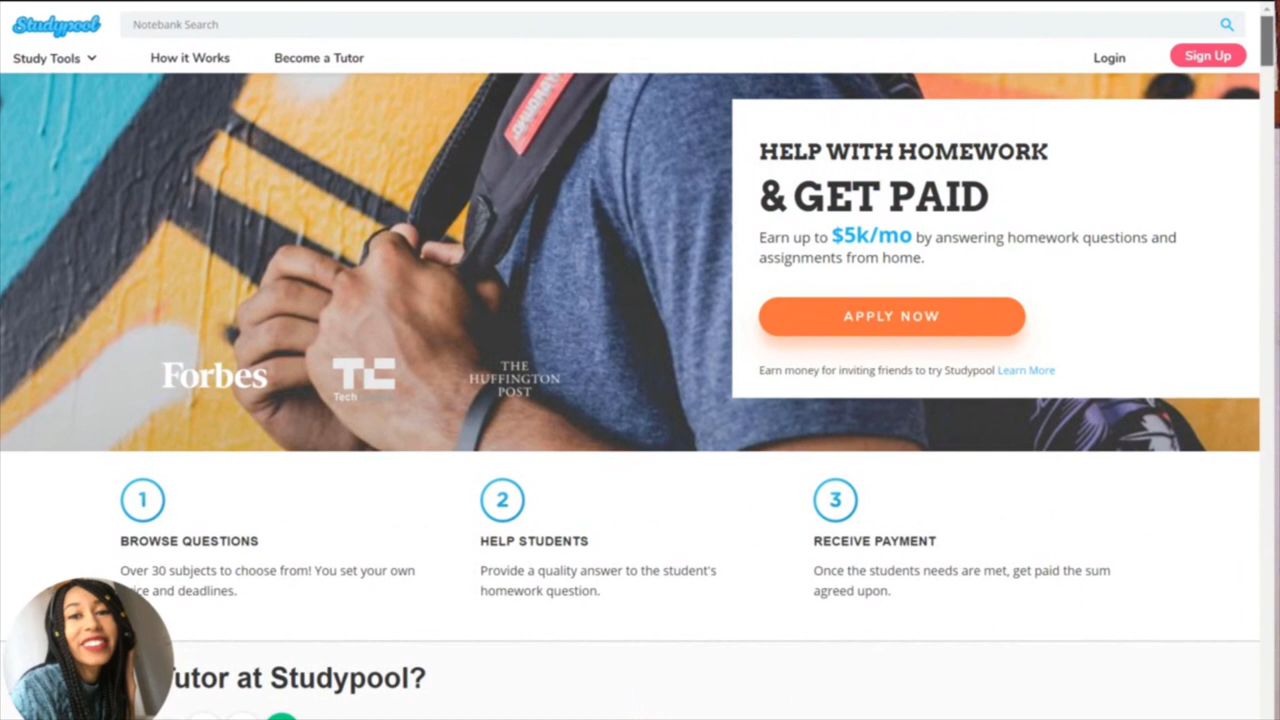 Studypool
Notebank Search
Study Tools
How it Works
Become a Tutor
Login
Sign Up
HELP WITH HOMEWORK
& GET PAID
Earn up to $5k/mo by answering homework questions and
assignments from home.
APPLY NOW
Earn money for inviting friends to try Studypool Learn More
Forbes
TC
Tech
THE
HUFFINGTON
POST
1
BROWSE QUESTIONS
Over 30 subjects to choose from! You set your own
and deadlines.
2
HELP STUDENTS
Provide a quality answer to the student's
homework question.
3
RECEIVE PAYMENT
Once the students needs are met, get paid the sum
agreed upon.
Tutor at Studypool?